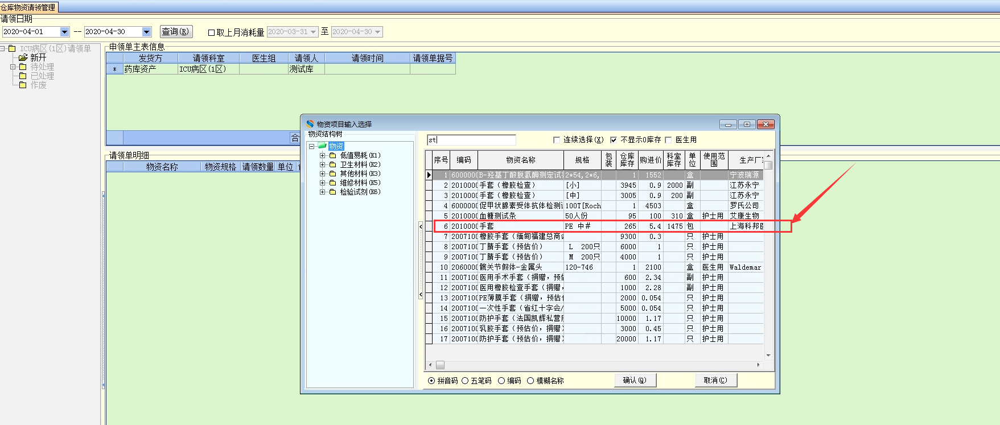 仓库物资请领管理
请领日期
2020-04-01 -- 2020-04-30 查询(R) 取上月消耗量 2020-03-31 至 2020-04-30
ICU病区(1区)请领单
新开
待处理
已处理
作废
申领单主表信息
发货方 请领科室 医生组 请领人 请领时间 请领单据号
* 药库资产 ICU病区(1区) 测试库
合
请领单明细
物资名称 物资规格 请领数量 单位
物资项目输入选择
物资结构树
物资
低值易耗(K1)
卫生材料(K2)
其他材料(K3)
维修材料(K5)
检验试剂(K6)
st 连续选择(X) 不显示0库存 医生用
序号 编码 物资名称 规格 包装 仓库库存 购进价 科室库存 单位 使用范围 生产厂
1 6000000 B-羟基丁酸脱氢酶测定试 2*54,2*6, 1 1552 盒 宁波瑞源
2 2010000 手套(橡胶检查) [小] 3945 0.9 2000 副 江苏永宁
3 2010000 手套(橡胶检查) [中] 3005 0.9 200 副 江苏永宁
4 6000000 促甲状腺素受体抗体检测 100T[Roch 1 4503 盒 罗氏公司
5 2010000 血糖测试条 50人份 95 100 310 盒 护士用 艾康生物
6 2010000 手套 PE 中# 265 5.4 1475 包 上海科邦医
7 2007100 橡胶手套(缅甸福建总商会 9300 0.3 只 护士用
8 2007100 丁腈手套(预估价) L 200只 6000 1 只 护士用
9 2007100 丁腈手套(预估价) M 200只 4000 1 只 护士用
10 2060000 髋关节假体-金属头 120-746 1 2100 盒 医生用 Waldemar
11 2007100 医用手术手套(捐赠,预估 600 2.34 副 护士用
12 2007100 医用橡胶检查手套(捐赠, 1000 2.28 副 护士用
13 2007100 PE薄膜手套(捐赠,预估价 2000 0.054 只 护士用
14 2007100 一次性手套(省红十字会/ 5000 0.054 只 护士用
15 2007100 防护手套(法国凯辉私营 10000 1.17 只 护士用
16 2007100 乳胶手套(预估价,捐赠) 3000 0.45 只 护士用
17 2007100 防护手套(预估价,捐赠) 20000 1.17 只 护士用
拼音码 五笔码 编码 模糊名称 确认(Q) 取消(C)